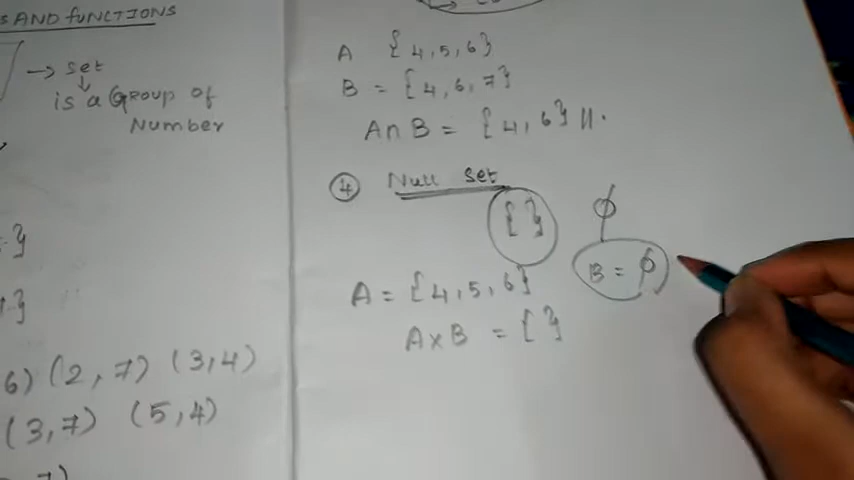 S AND FUNCTIONS
→ set
↓
is a Group of
Number
}
}
6) (2, 7) (3,4)
(3,7) (5,4)
7)
A {4,5,6}
B = {4,6,7}
A∩B = {4,6} //.
④ Null set
{ } ϕ
B = ϕ
A = {4,5,6}
A×B = { }